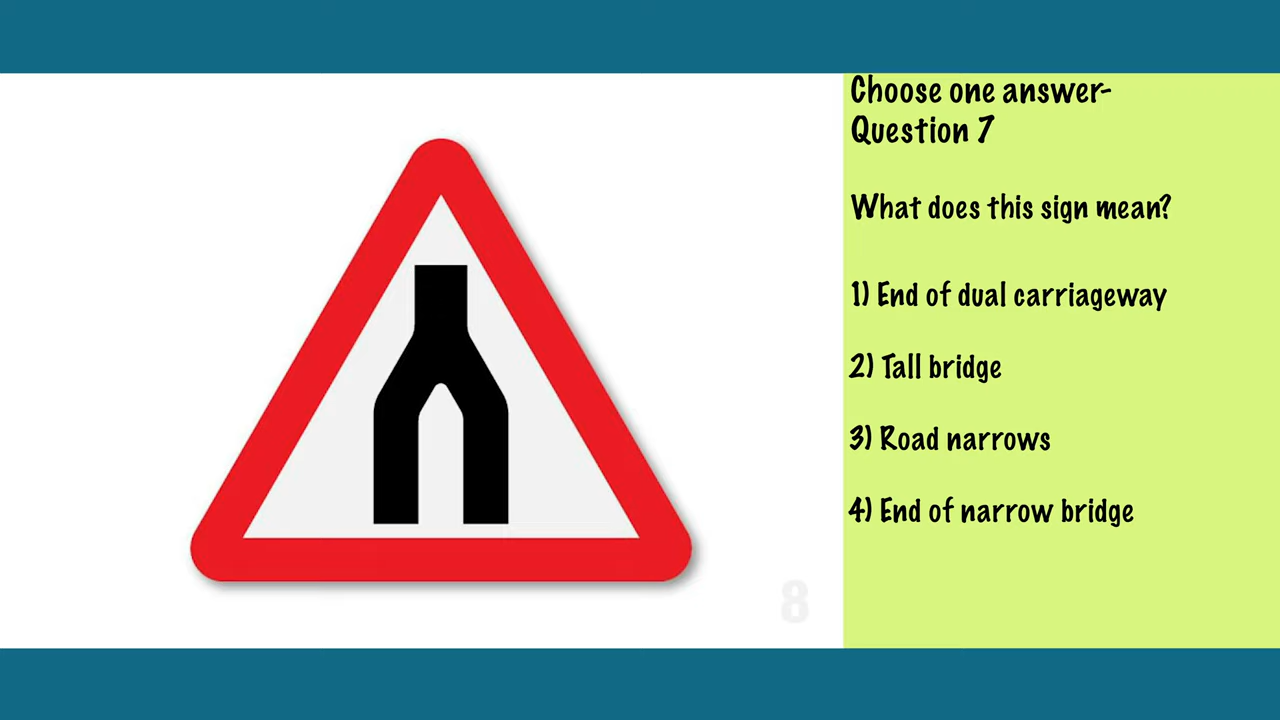 Choose one answer-
Question 7
What does this sign mean?
1) End of dual carriageway
2) Tall bridge
3) Road narrows
4) End of narrow bridge
8